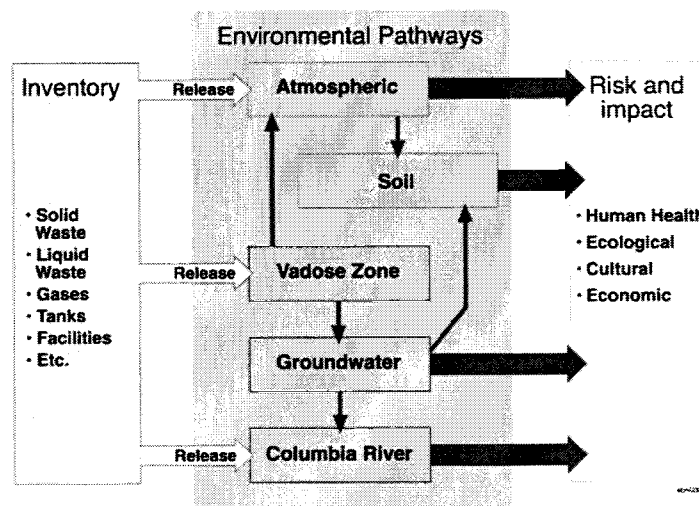 Environmental Pathways
Inventory
Release
Atmospheric
Risk and
impact
Soil
· Solid
Waste
· Liquid
Waste
· Gases
· Tanks
· Facilities
· Etc.
· Human Health
· Ecological
· Cultural
· Economic
Release
Vadose Zone
Groundwater
Release
Columbia River